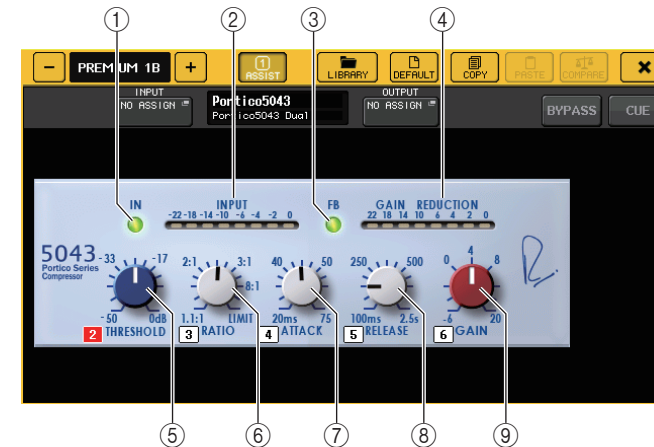 ① ② ③ ④
− PREMIUM 1B + 1 ASSIST LIBRARY DEFAULT COPY PASTE COMPARE ×
INPUT
NO ASSIGN
Portico5043
Portico5043 Dual
OUTPUT
NO ASSIGN
BYPASS CUE
IN INPUT FB GAIN REDUCTION
-22 -18 -14 -10 -6 -4 -2 0
22 18 14 10 6 4 2 0
5043
Portico Series
Compressor
-33 -17
2:1 3:1
8:1
40 50
250 500
0 4 8
-50 0dB
1.1:1 LIMIT
20ms 75
100ms 2.5s
-6 20
2 THRESHOLD
3 RATIO
4 ATTACK
5 RELEASE
6 GAIN
⑤ ⑥ ⑦ ⑧ ⑨